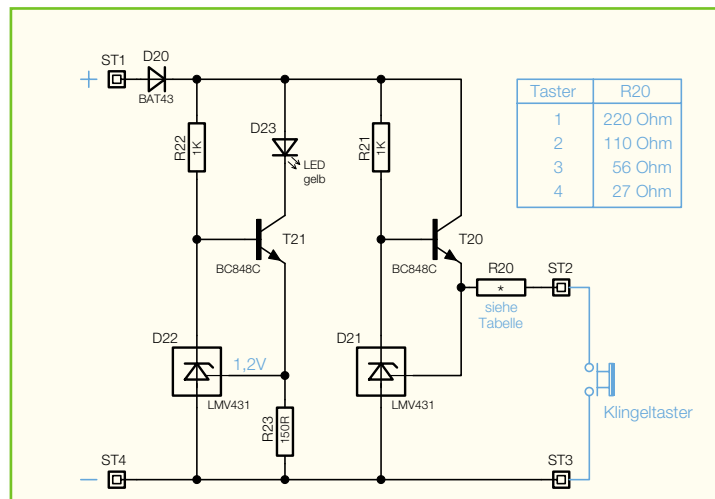 ST1
D20
+
BAT43
R22
1K
D23
LED
gelb
R21
1K
Taster R20
1 220 Ohm
2 110 Ohm
3 56 Ohm
4 27 Ohm
T21
BC848C
T20
BC848C
R20
*
siehe
Tabelle
ST2
D22
1,2V
LMV431
D21
LMV431
R23
150R
Klingeltaster
ST4
−
ST3